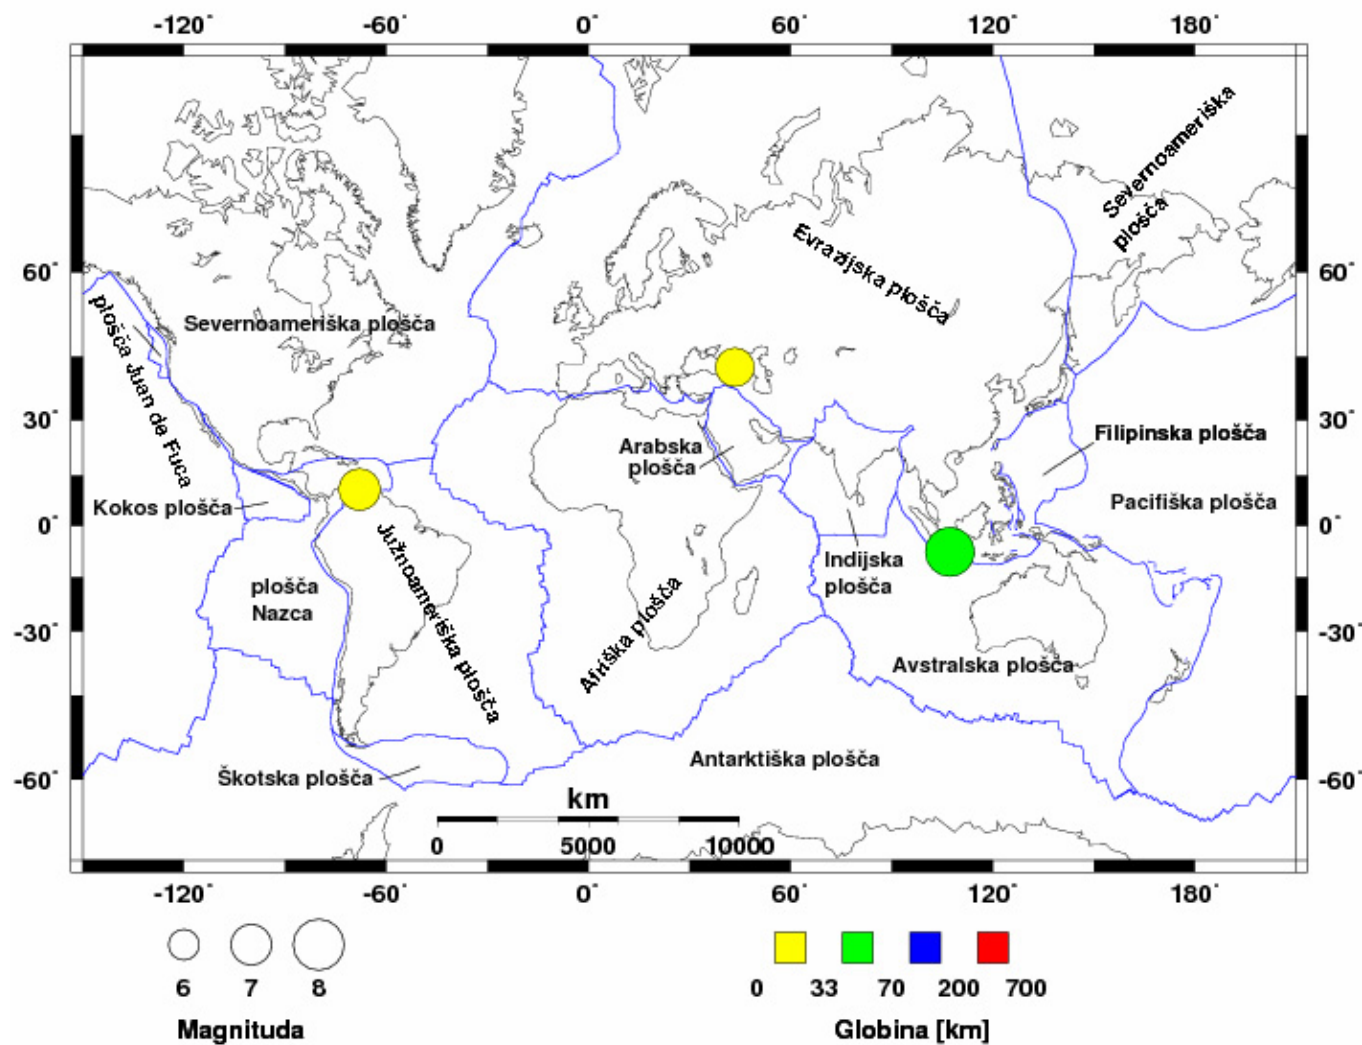 -120° -60° 0° 60° 120° 180°
60° 60°
30° 30°
0° 0°
-30° -30°
-60° -60°
Severnoameriška
plošča
Evrazijska plošča
Severnoameriška plošča
plošča Juan de Fuca
Arabska
plošča
Filipinska plošča
Kokos plošča
Pacifiška plošča
Indijska
plošča
Južnoameriška plošča
plošča
Nazca
Afriška plošča
Avstralska plošča
Antarktiška plošča
Škotska plošča
km
0 5000 10000
-120° -60° 0° 60° 120° 180°
6 7 8
Magnituda
0 33 70 200 700
Globina [km]